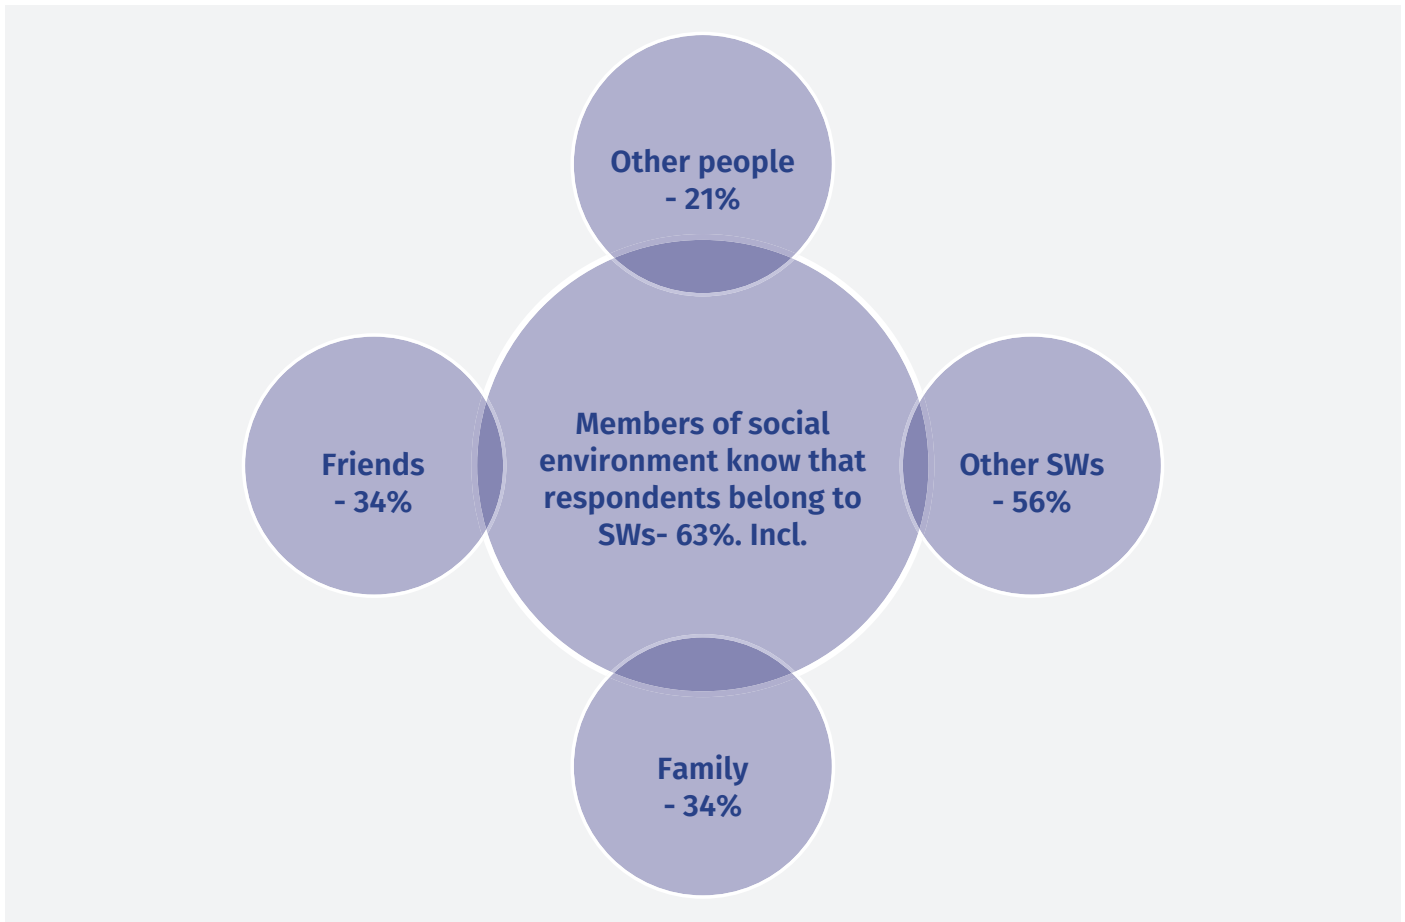 Other people
- 21%
Members of social
environment know that
respondents belong to
SWs- 63%. Incl.
Friends
- 34%
Other SWs
- 56%
Family
- 34%